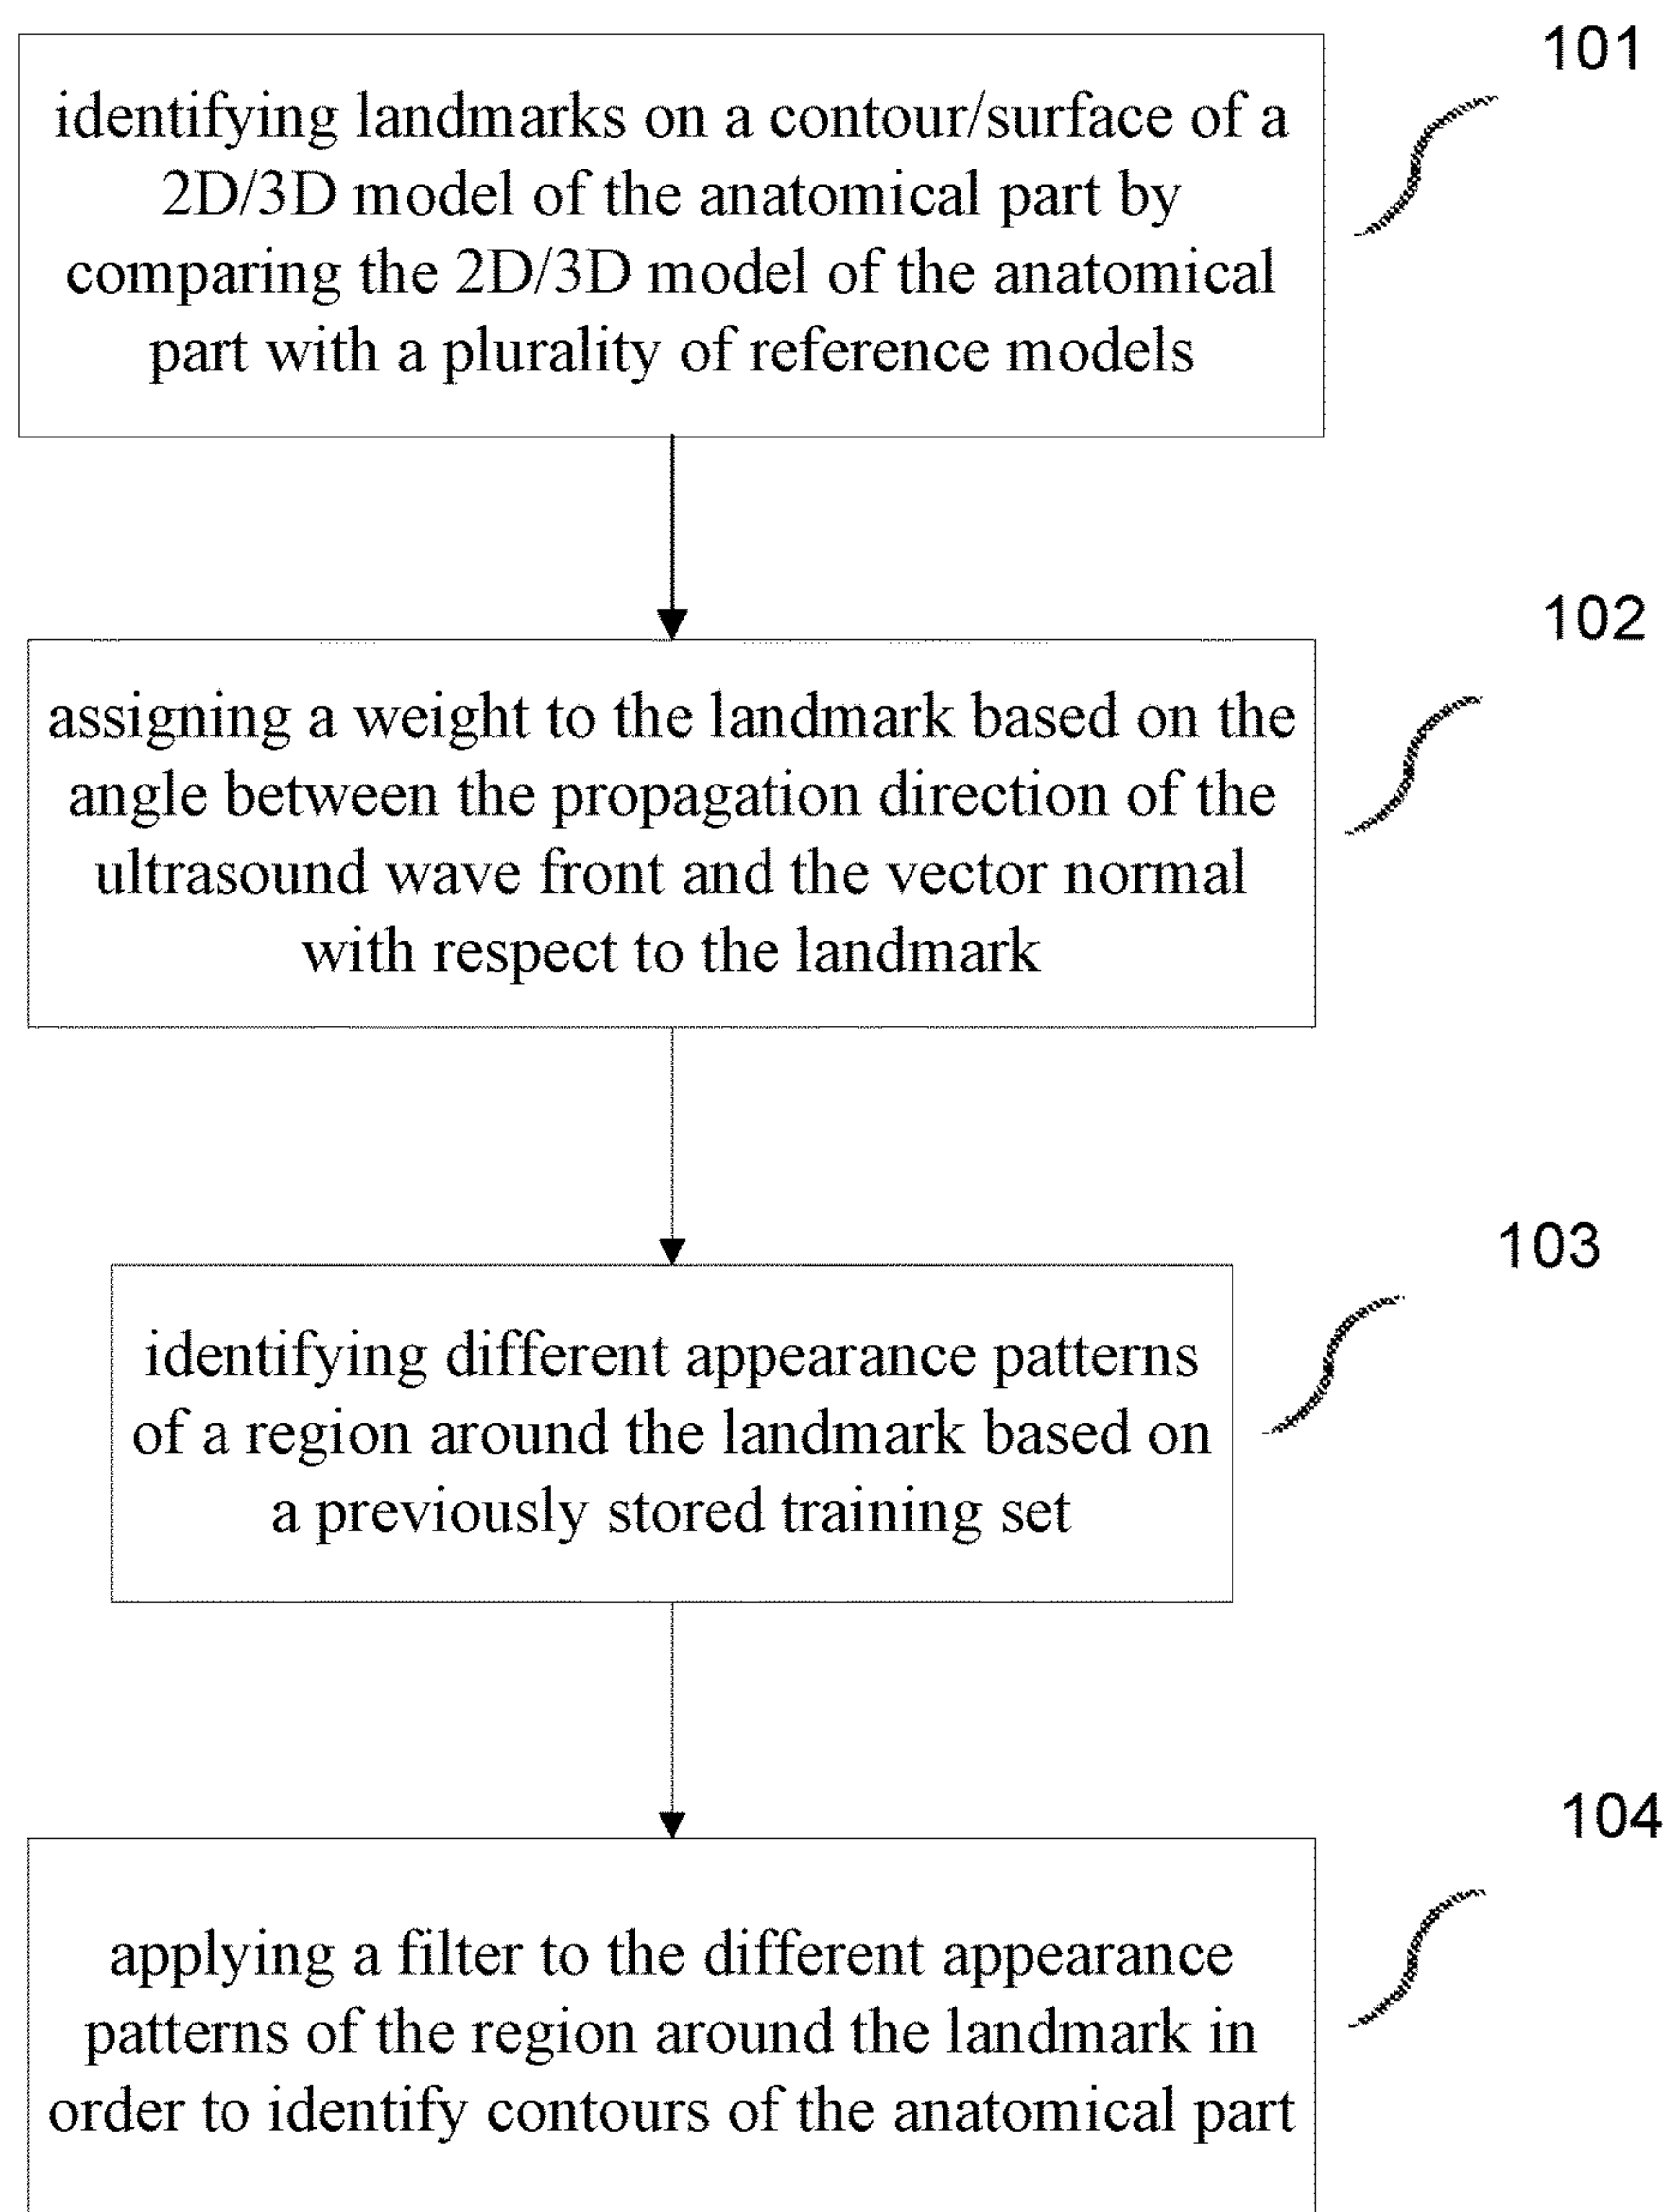 101
identifying landmarks on a contour/surface of a
2D/3D model of the anatomical part by
comparing the 2D/3D model of the anatomical
part with a plurality of reference models
102
assigning a weight to the landmark based on the
angle between the propagation direction of the
ultrasound wave front and the vector normal
with respect to the landmark
103
identifying different appearance patterns
of a region around the landmark based on
a previously stored training set
104
applying a filter to the different appearance
patterns of the region around the landmark in
order to identify contours of the anatomical part